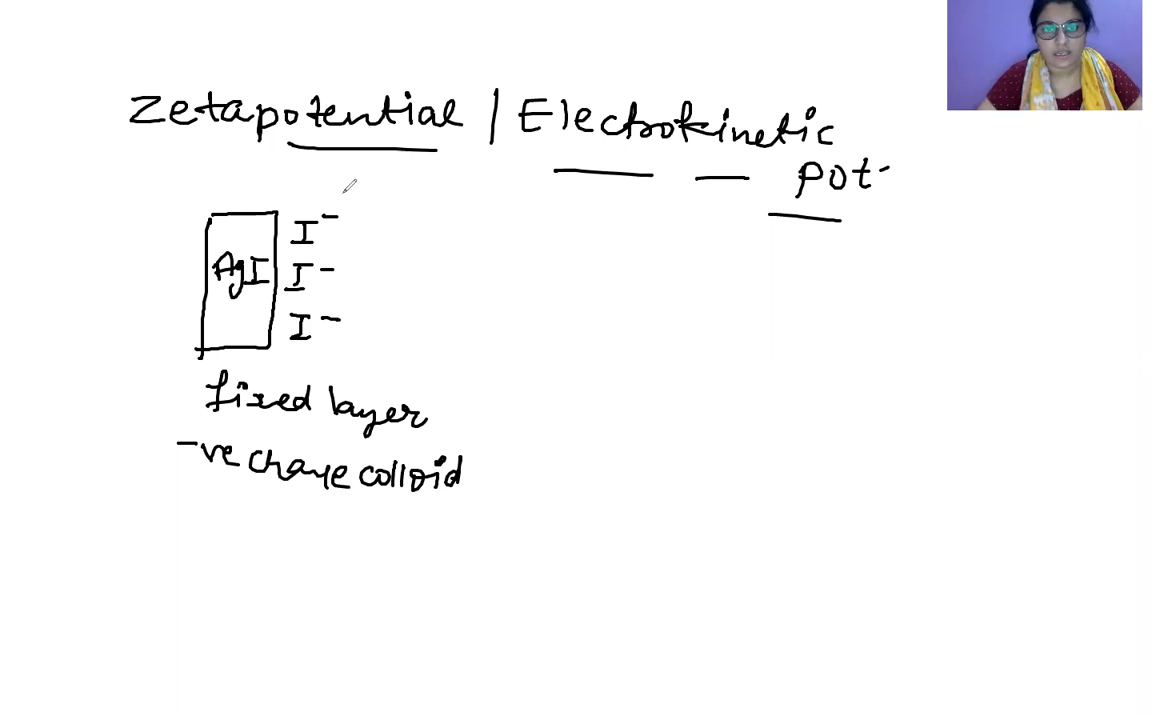 Zetapotential | Electrokinetic
Pot.
AgI
I⁻
I⁻
I⁻
fixed layer
-ve charge colloid